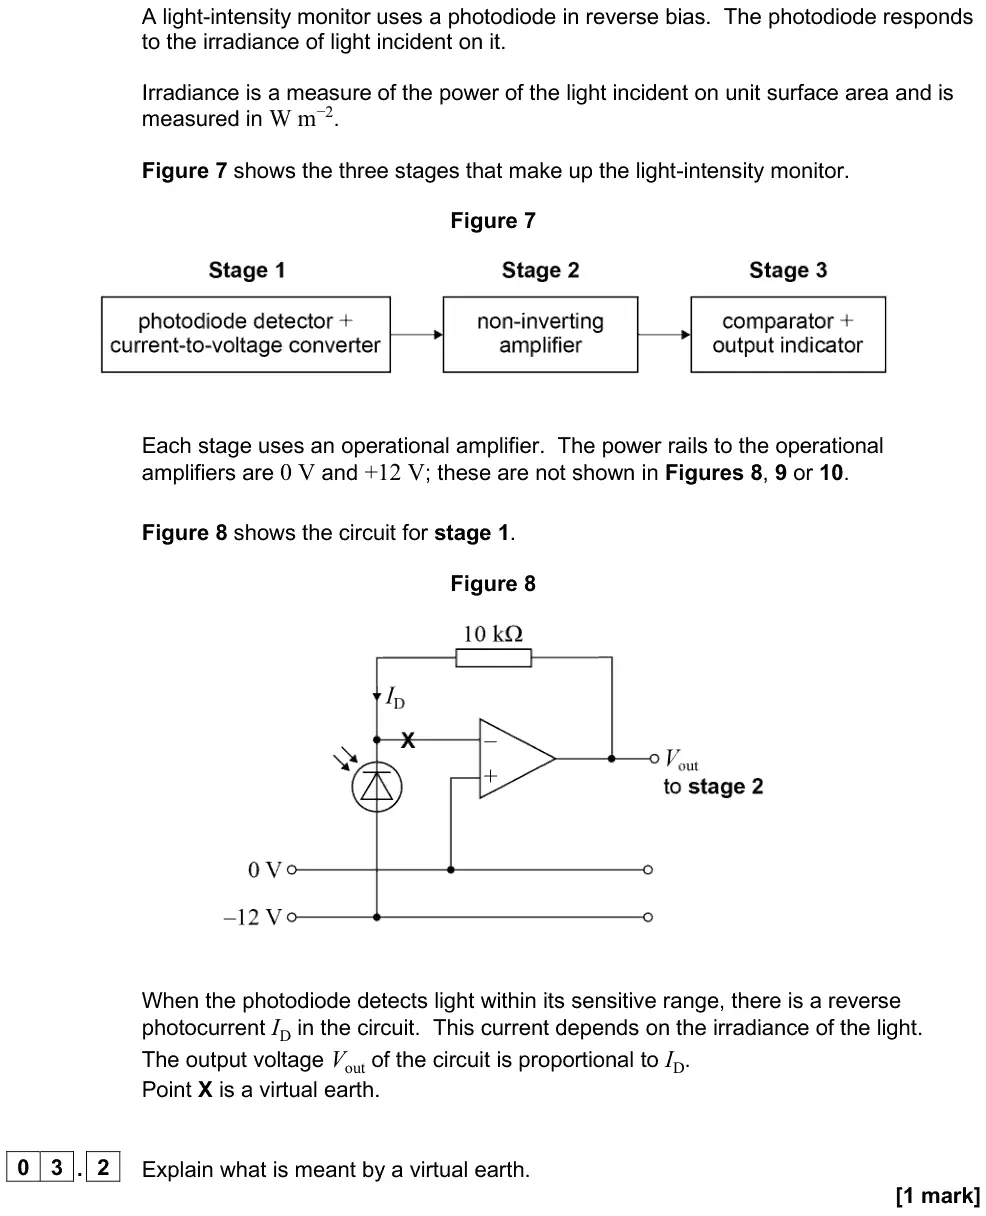 A light-intensity monitor uses a photodiode in reverse bias. The photodiode responds
to the irradiance of light incident on it.
Irradiance is a measure of the power of the light incident on unit surface area and is
measured in W m⁻².
Figure 7 shows the three stages that make up the light-intensity monitor.
Figure 7
Stage 1 Stage 2 Stage 3
photodiode detector +
current-to-voltage converter
non-inverting
amplifier
comparator +
output indicator
Each stage uses an operational amplifier. The power rails to the operational
amplifiers are 0 V and +12 V; these are not shown in Figures 8, 9 or 10.
Figure 8 shows the circuit for stage 1.
Figure 8
10 kΩ
I_D
X
−
+
V_out
to stage 2
0 V
−12 V
When the photodiode detects light within its sensitive range, there is a reverse
photocurrent I_D in the circuit. This current depends on the irradiance of the light.
The output voltage V_out of the circuit is proportional to I_D.
Point X is a virtual earth.
0 3 . 2 Explain what is meant by a virtual earth.
[1 mark]